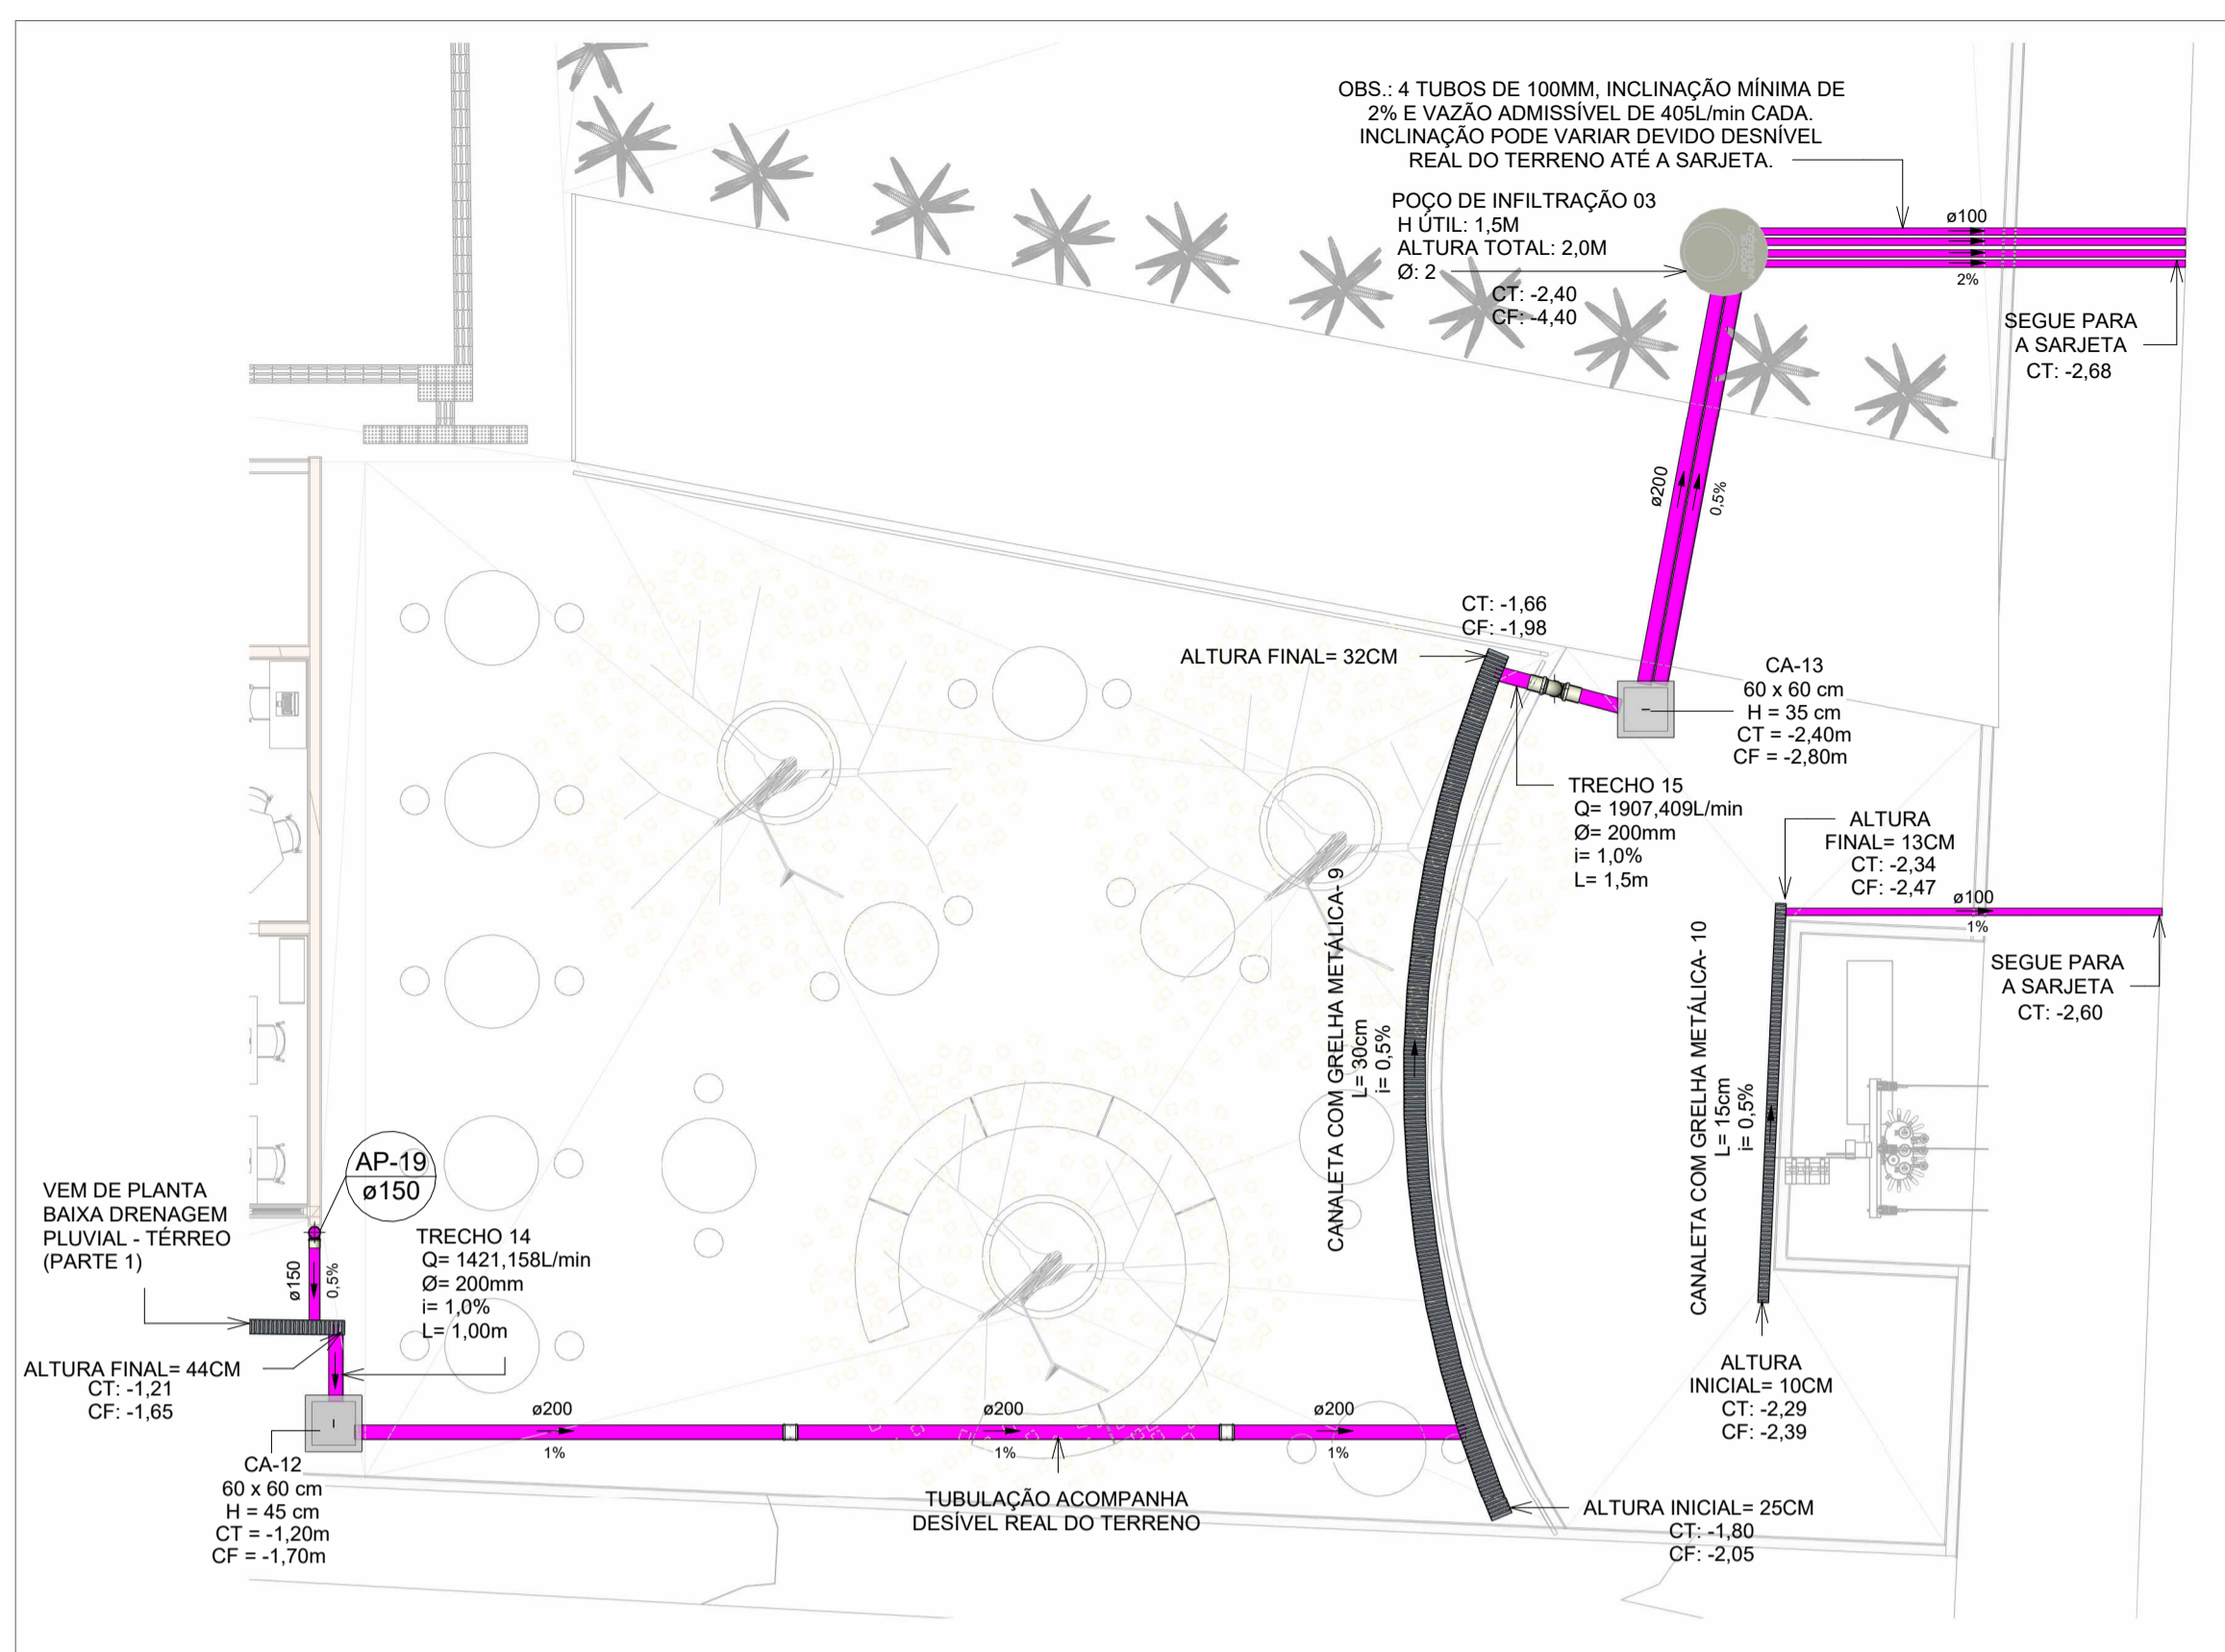 OBS.: 4 TUBOS DE 100MM, INCLINAÇÃO MÍNIMA DE
2% E VAZÃO ADMISSÍVEL DE 405L/min CADA.
INCLINAÇÃO PODE VARIAR DEVIDO DESNÍVEL
REAL DO TERRENO ATÉ A SARJETA.
POÇO DE INFILTRAÇÃO 03
H ÚTIL: 1,5M
ALTURA TOTAL: 2,0M
Ø: 2
CT: -2,40
CF: -4,40
ø100
2%
SEGUE PARA
A SARJETA
CT: -2,68
ø200
0,5%
CT: -1,66
CF: -1,98
ALTURA FINAL= 32CM
CA-13
60 x 60 cm
H = 35 cm
CT = -2,40m
CF = -2,80m
TRECHO 15
Q= 1907,409L/min
Ø= 200mm
i= 1,0%
L= 1,5m
ALTURA
FINAL= 13CM
CT: -2,34
CF: -2,47
ø100
1%
SEGUE PARA
A SARJETA
CT: -2,60
CANALETA COM GRELHA METÁLICA- 9
L= 30cm
i= 0,5%
CANALETA COM GRELHA METÁLICA- 10
L= 15cm
i= 0,5%
AP-19
ø150
VEM DE PLANTA
BAIXA DRENAGEM
PLUVIAL - TÉRREO
(PARTE 1)
ø150
0,5%
TRECHO 14
Q= 1421,158L/min
Ø= 200mm
i= 1,0%
L= 1,00m
ALTURA FINAL= 44CM
CT: -1,21
CF: -1,65
CA-12
60 x 60 cm
H = 45 cm
CT = -1,20m
CF = -1,70m
ø200
1%
ø200
1%
ø200
1%
TUBULAÇÃO ACOMPANHA
DESÍVEL REAL DO TERRENO
ALTURA
INICIAL= 10CM
CT: -2,29
CF: -2,39
ALTURA INICIAL= 25CM
CT: -1,80
CF: -2,05